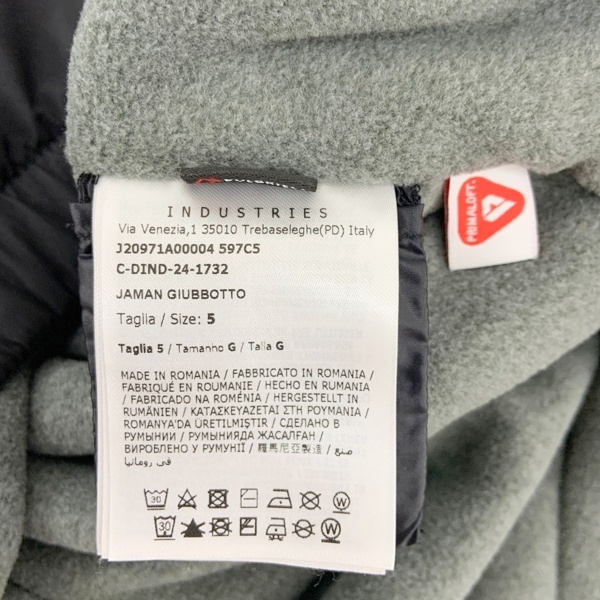 INDUSTRIES
Via Venezia,1 35010 Trebaseleghe(PD) Italy
J20971A00004 597C5
C-DIND-24-1732
JAMAN GIUBBOTTO
Taglia / Size: 5
Taglia 5 / Tamanho G / Talla G
MADE IN ROMANIA / FABBRICATO IN ROMANIA /
FABRIQUÉ EN ROUMANIE / HECHO EN RUMANIA
/ FABRICADO NA ROMÉNIA / HERGESTELLT IN
RUMÄNIEN / ΚΑΤΑΣΚΕΥΑΖΕΤΑΙ ΣΤΗ ΡΟΥΜΑΝΙΑ /
ROMANYA'DA ÜRETILMIŞTIR / СДЕЛАНО В
РУМЫНИИ / РУМЫНИЯДА ЖАСАЛҒАН /
ВИРОБЛЕНО У РУМУНІЇ / 羅馬尼亞製造 / صنع
في رومانيا
30 W
30 W
PRIMALOFT